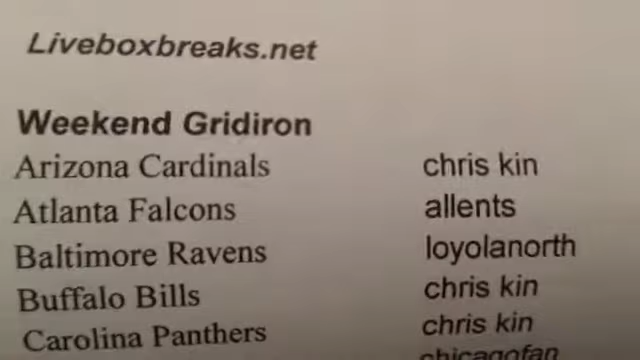 Liveboxbreaks.net
Weekend Gridiron
Arizona Cardinals chris kin
Atlanta Falcons allents
Baltimore Ravens loyolanorth
Buffalo Bills chris kin
Carolina Panthers chris kin
chicagofan